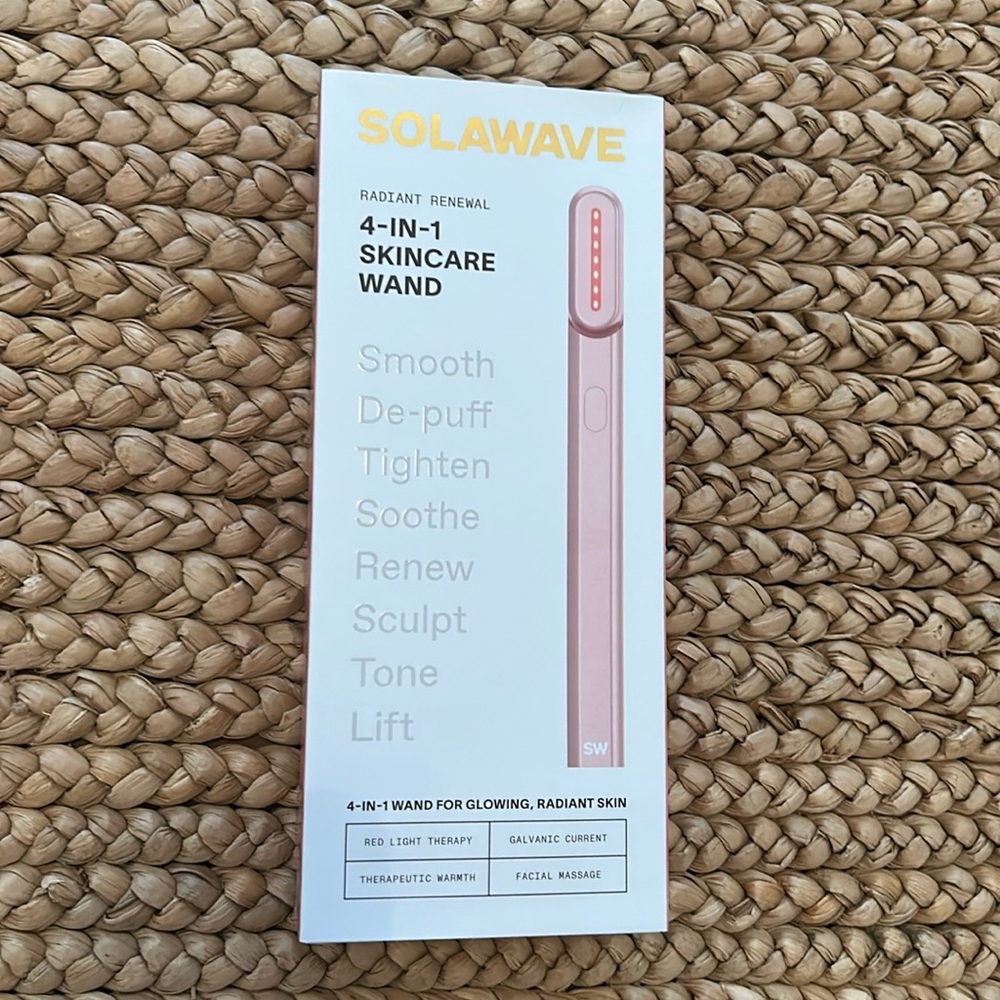 SOLAWAVE
RADIANT RENEWAL
4-IN-1
SKINCARE
WAND
Smooth
De-puff
Tighten
Soothe
Renew
Sculpt
Tone
Lift
SW
4-IN-1 WAND FOR GLOWING, RADIANT SKIN
RED LIGHT THERAPY
GALVANIC CURRENT
THERAPEUTIC WARMTH
FACIAL MASSAGE